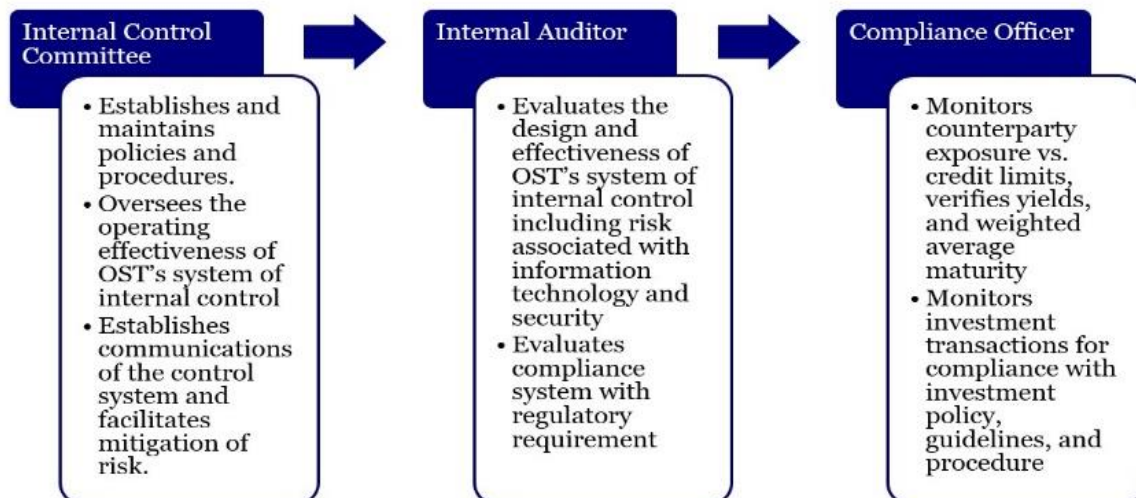 Internal Control
Committee
• Establishes and
maintains
policies and
procedures.
• Oversees the
operating
effectiveness of
OST's system of
internal control
• Establishes
communications
of the control
system and
facilitates
mitigation of
risk.
Internal Auditor
• Evaluates the
design and
effectiveness of
OST's system of
internal control
including risk
associated with
information
technology and
security
• Evaluates
compliance
system with
regulatory
requirement
Compliance Officer
• Monitors
counterparty
exposure vs.
credit limits,
verifies yields,
and weighted
average
maturity
• Monitors
investment
transactions for
compliance with
investment
policy,
guidelines, and
procedure